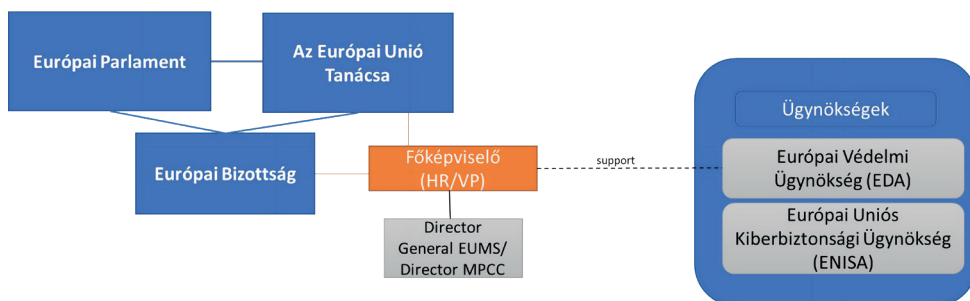 Európai Parlament
Az Európai Unió
Tanácsa
Európai Bizottság
Főképviselő
(HR/VP)
support
Director
General EUMS/
Director MPCC
Ügynökségek
Európai Védelmi
Ügynökség (EDA)
Európai Uniós
Kiberbiztonsági Ügynökség
(ENISA)